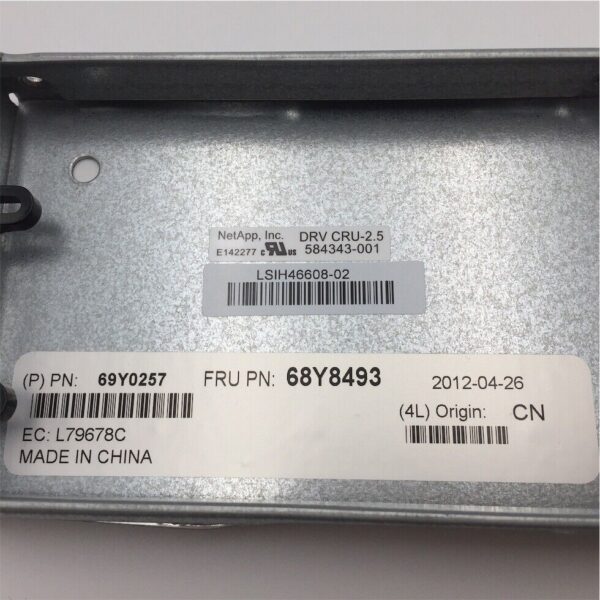 NetApp, Inc. DRV CRU-2.5
E142277 c RU us 584343-001
LSIH46608-02
(P) PN: 69Y0257 FRU PN: 68Y8493 2012-04-26
(4L) Origin: CN
EC: L79678C
MADE IN CHINA